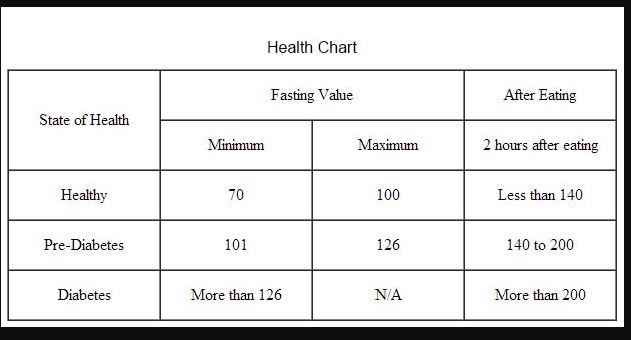 Health Chart
State of Health
Fasting Value
After Eating
Minimum
Maximum
2 hours after eating
Healthy
70
100
Less than 140
Pre-Diabetes
101
126
140 to 200
Diabetes
More than 126
N/A
More than 200